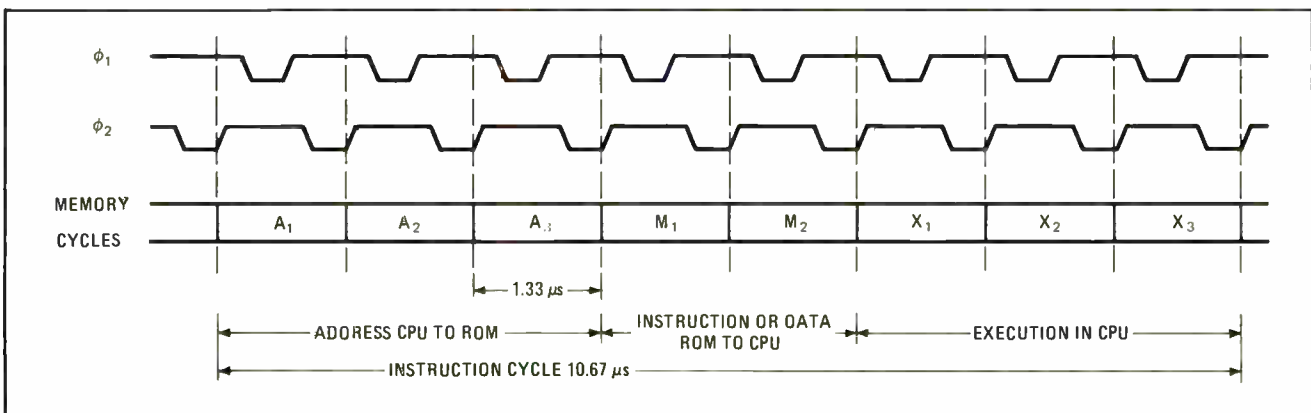 ϕ₁
ϕ₂
MEMORY
CYCLES
A₁ A₂ A₃ M₁ M₂ X₁ X₂ X₃
1.33 μs
ADDRESS CPU TO ROM
INSTRUCTION OR DATA
ROM TO CPU
EXECUTION IN CPU
INSTRUCTION CYCLE 10.67 μs